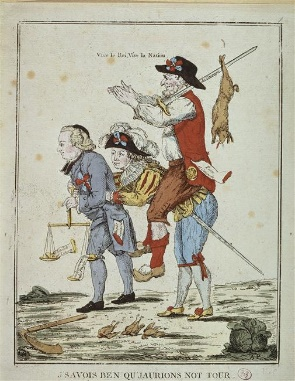 Vive le Roi, Vive la Nation
J' SAVOIS BEN QU'JAURIONS NOT TOUR